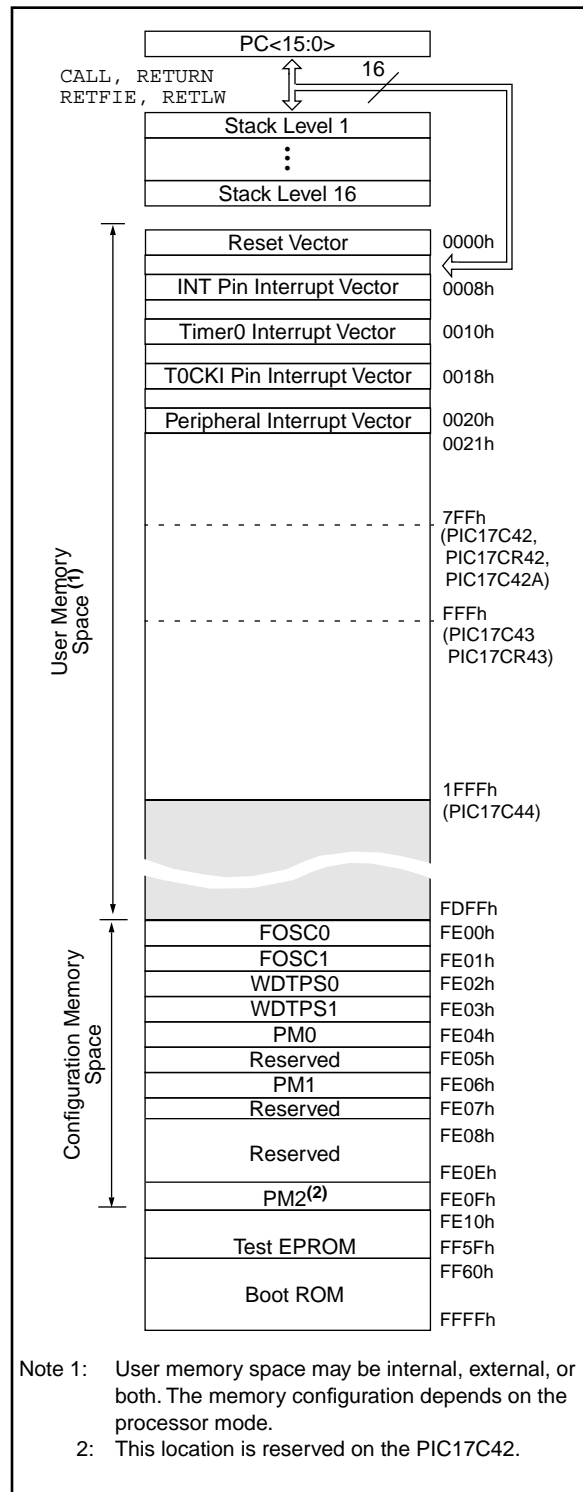 PC<15:0>
CALL, RETURN
RETFIE, RETLW
16
Stack Level 1
Stack Level 16
Reset Vector 0000h
INT Pin Interrupt Vector 0008h
Timer0 Interrupt Vector 0010h
T0CKI Pin Interrupt Vector 0018h
Peripheral Interrupt Vector 0020h
0021h
7FFh
(PIC17C42,
PIC17CR42,
PIC17C42A)
FFFh
(PIC17C43
PIC17CR43)
User Memory
Space (1)
1FFFh
(PIC17C44)
FDFFh
Configuration Memory
Space
FOSC0 FE00h
FOSC1 FE01h
WDTPS0 FE02h
WDTPS1 FE03h
PM0 FE04h
Reserved FE05h
PM1 FE06h
Reserved FE07h
FE08h
Reserved
FE0Eh
PM2(2) FE0Fh
FE10h
Test EPROM FF5Fh
FF60h
Boot ROM
FFFFh
Note 1: User memory space may be internal, external, or
both. The memory configuration depends on the
processor mode.
2: This location is reserved on the PIC17C42.